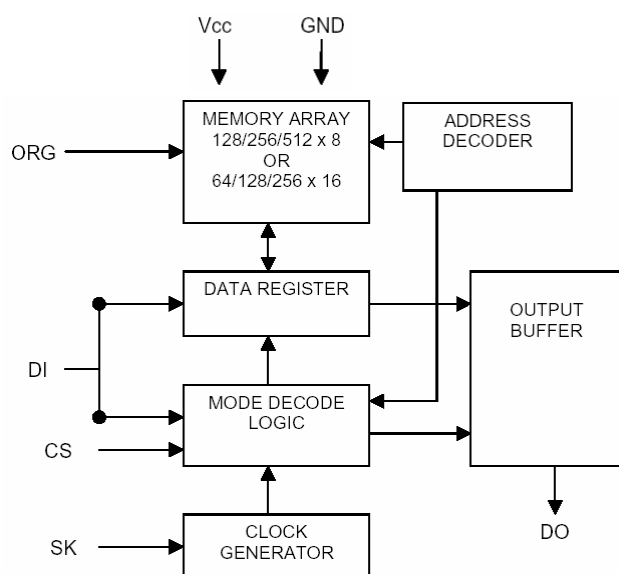 Vcc
GND
MEMORY ARRAY
128/256/512 x 8
OR
64/128/256 x 16
ADDRESS
DECODER
ORG
DATA REGISTER
OUTPUT
BUFFER
DI
MODE DECODE
LOGIC
CS
CLOCK
GENERATOR
SK
DO